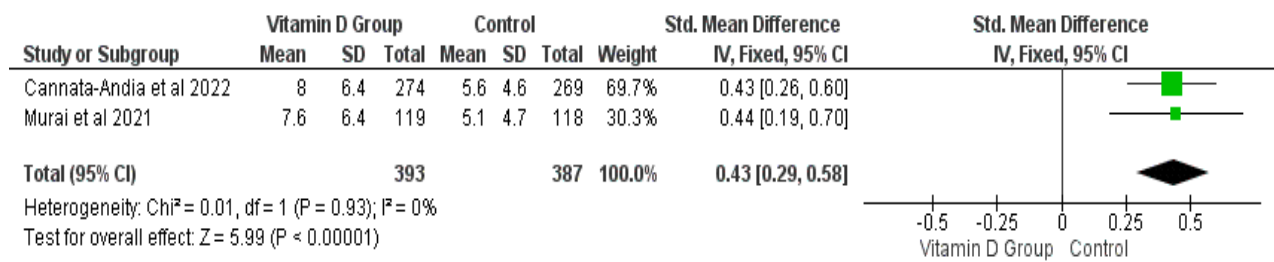 Vitamin D Group Control Std. Mean Difference Std. Mean Difference
Study or Subgroup Mean SD Total Mean SD Total Weight IV, Fixed, 95% CI IV, Fixed, 95% CI
Cannata-Andia et al 2022 8 6.4 274 5.6 4.6 269 69.7% 0.43 [0.26, 0.60]
Murai et al 2021 7.6 6.4 119 5.1 4.7 118 30.3% 0.44 [0.19, 0.70]
Total (95% CI) 393 387 100.0% 0.43 [0.29, 0.58]
Heterogeneity: Chi² = 0.01, df = 1 (P = 0.93); I² = 0%
Test for overall effect: Z = 5.99 (P < 0.00001)
-0.5 -0.25 0 0.25 0.5
Vitamin D Group Control